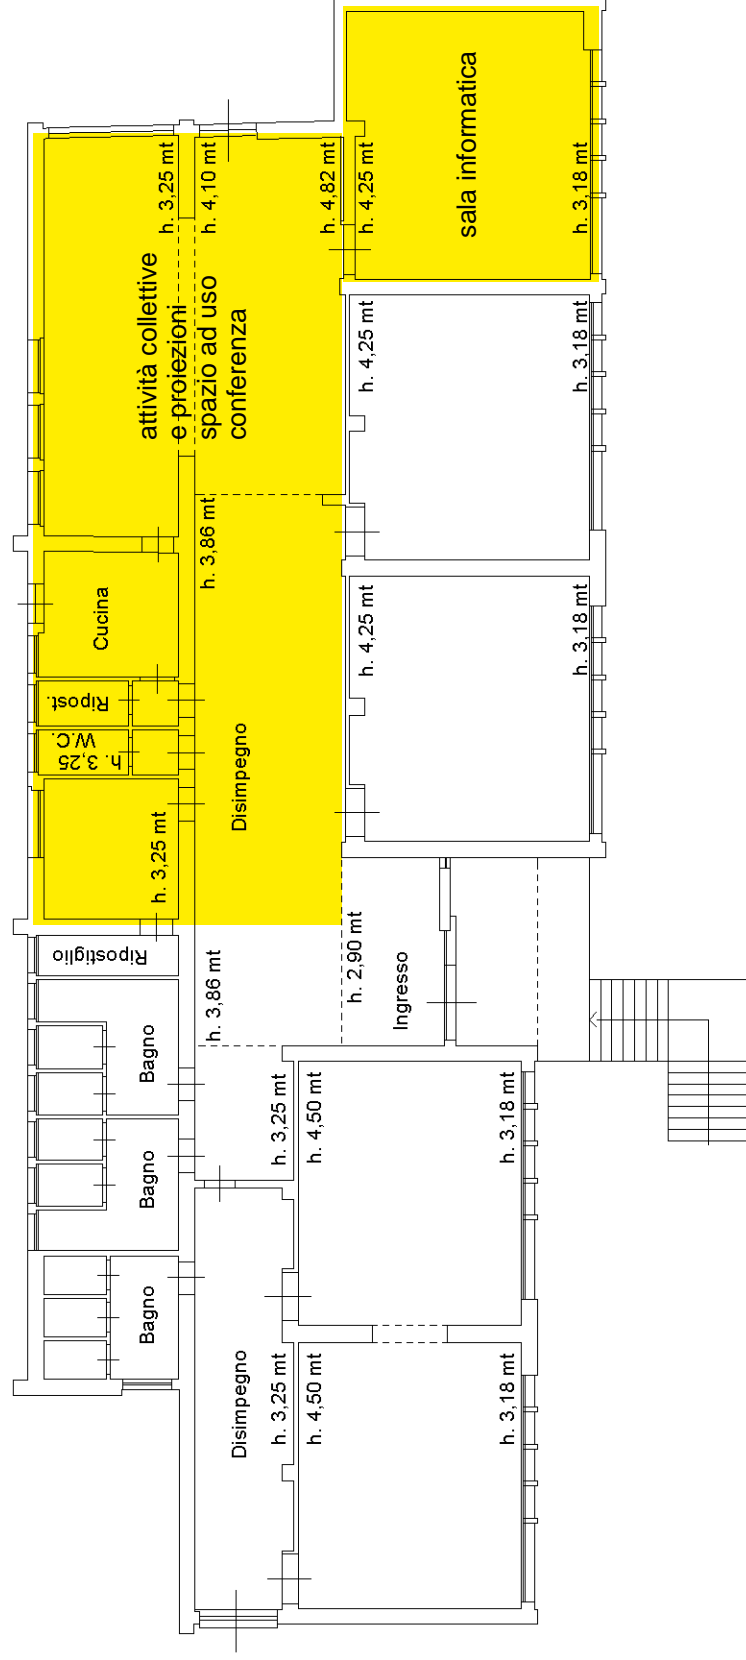 h. 3,25 mt
h. 4,10 mt
h. 4,82 mt
h. 4,25 mt
sala informatica
h. 3,18 mt
attività collettive
e proiezioni
spazio ad uso
conferenza
h. 4,25 mt
h. 3,18 mt
h. 3,86 mt
Cucina
h. 4,25 mt
h. 3,18 mt
Ripost.
W.C.
h. 3,25
Disimpegno
h. 3,25 mt
Ripostiglio
h. 3,86 mt
h. 2,90 mt
Ingresso
Bagno
h. 3,25 mt
h. 4,50 mt
h. 3,18 mt
Bagno
Bagno
Disimpegno
h. 3,25 mt
h. 4,50 mt
h. 3,18 mt